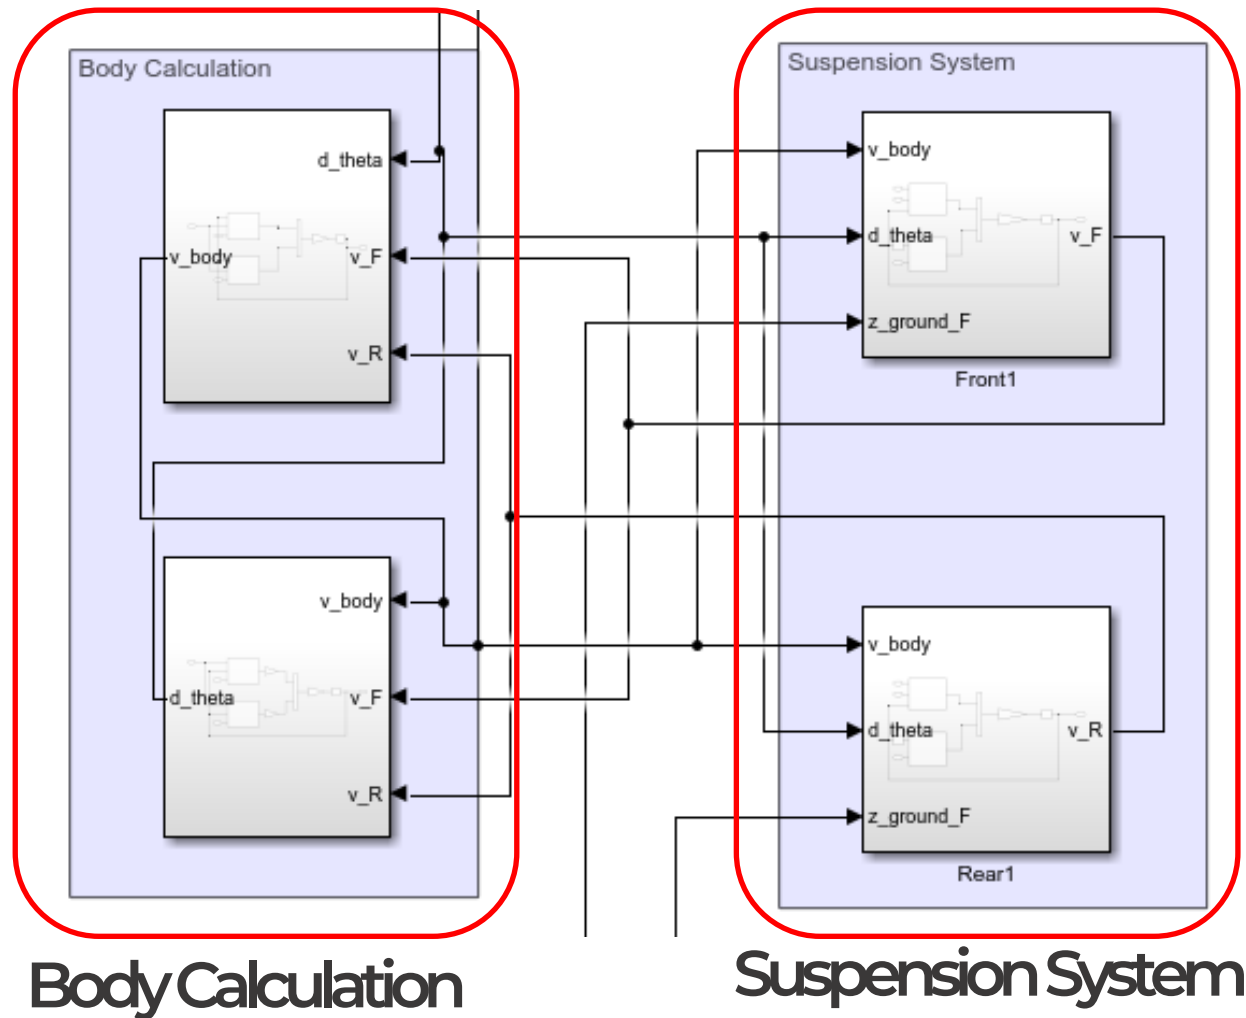 Body Calculation
d_theta
v_body
v_F
v_R
v_body
d_theta
v_F
v_R
Suspension System
v_body
d_theta
v_F
z_ground_F
Front1
v_body
d_theta
v_R
z_ground_F
Rear1
Body Calculation
Suspension System